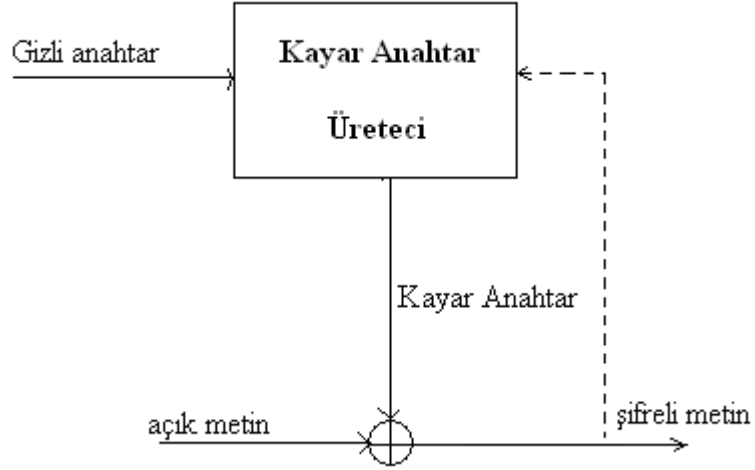 Gizli anahtar
Kayar Anahtar
Üreteci
Kayar Anahtar
açık metin
şifreli metin